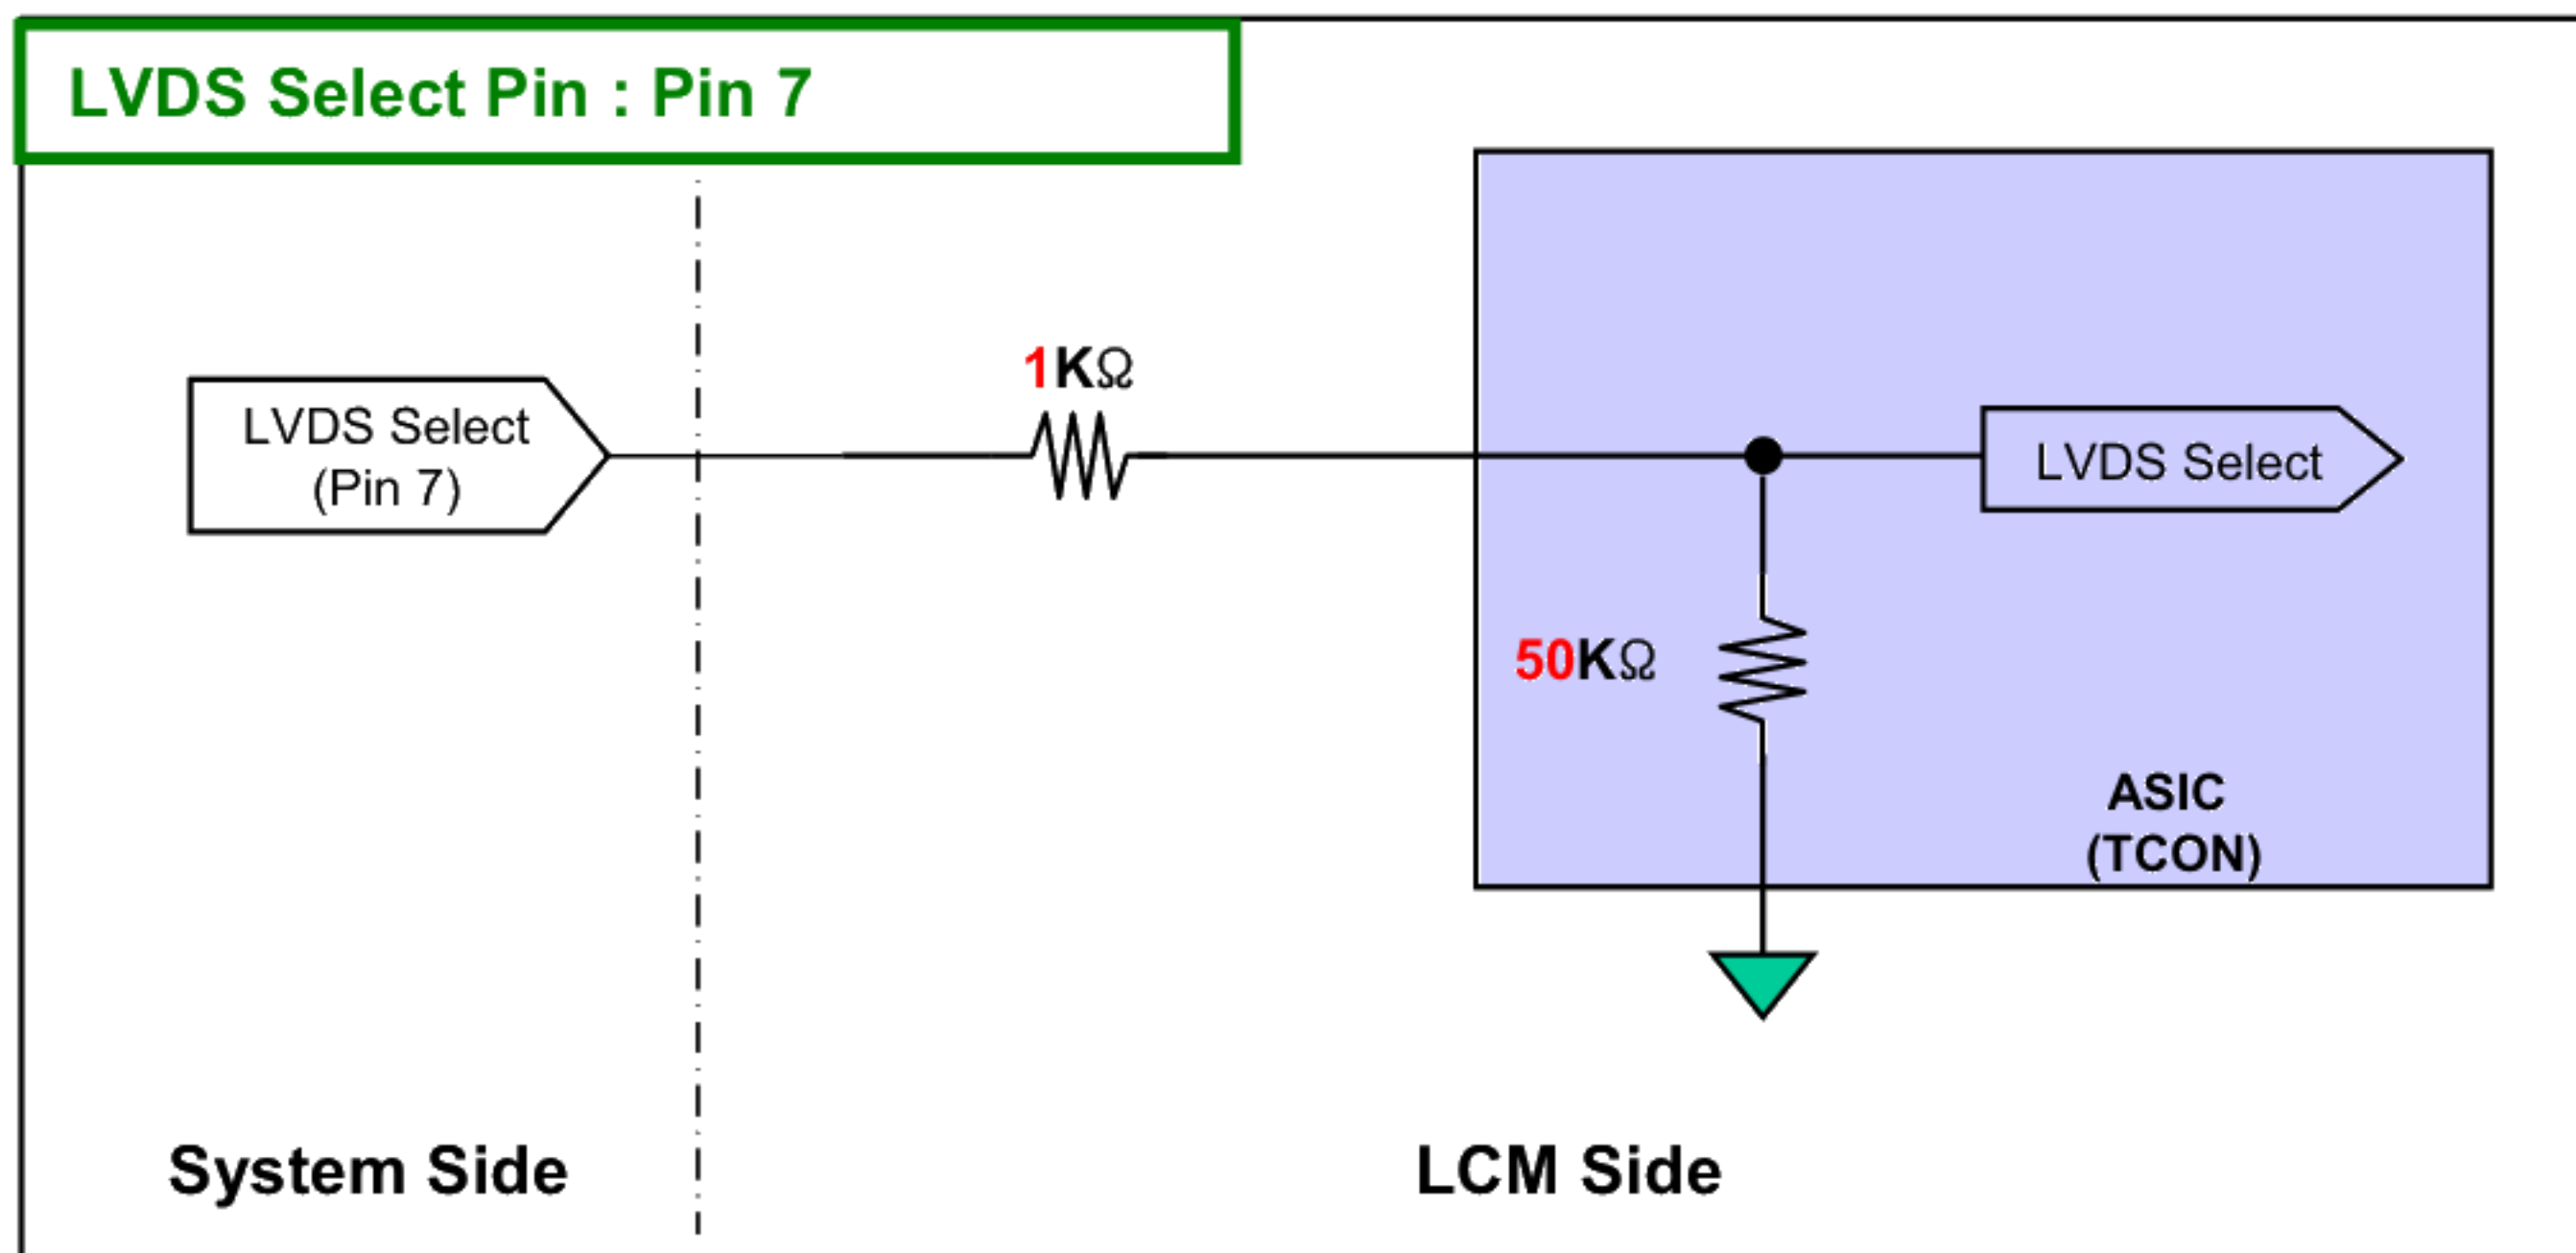 LVDS Select Pin : Pin 7
1KΩ
LVDS Select
(Pin 7)
LVDS Select
50KΩ
ASIC
(TCON)
System Side
LCM Side